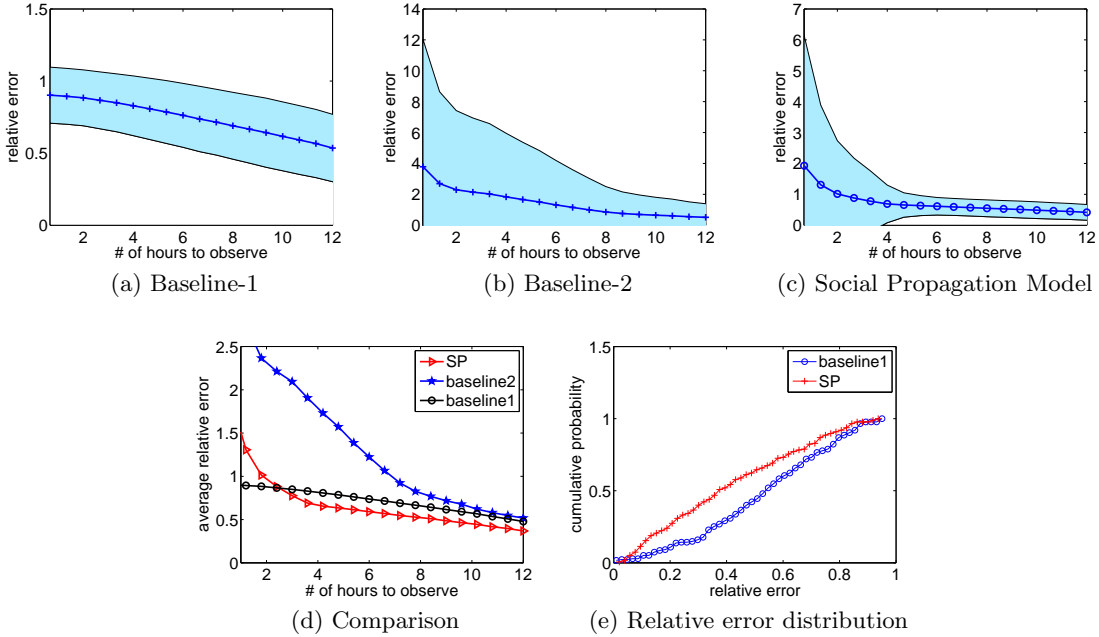 1.5
1
0.5
0
relative error
2 4 6 8 10 12
# of hours to observe
(a) Baseline-1
14
12
10
8
6
4
2
0
relative error
2 4 6 8 10 12
# of hours to observe
(b) Baseline-2
7
6
5
4
3
2
1
0
relative error
2 4 6 8 10 12
# of hours to observe
(c) Social Propagation Model
2.5
2
1.5
1
0.5
0
average relative error
SP
baseline2
baseline1
2 4 6 8 10 12
# of hours to observe
(d) Comparison
1.5
1.0
0.5
0
cumulative probability
baseline1
SP
0 0.2 0.4 0.6 0.8 1
relative error
(e) Relative error distribution